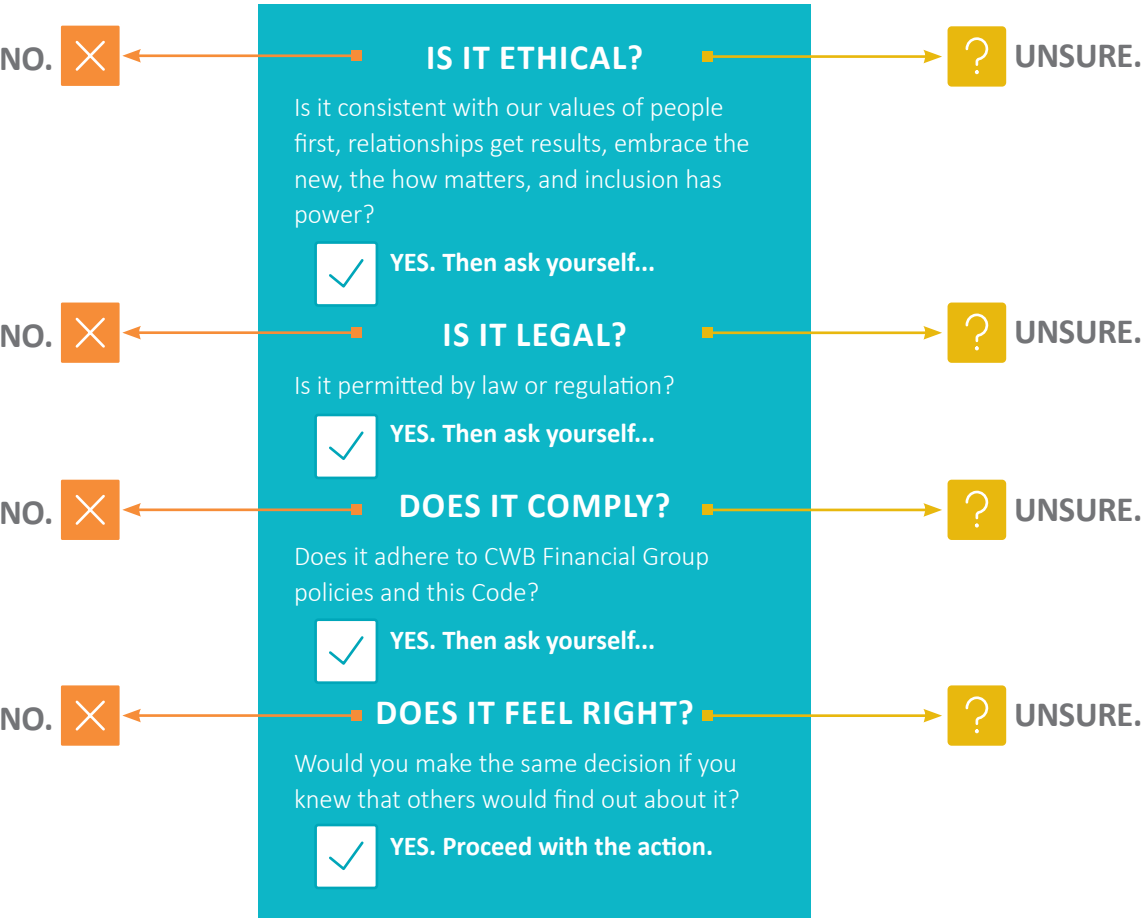 NO.
IS IT ETHICAL?
? UNSURE.
Is it consistent with our values of people
first, relationships get results, embrace the
new, the how matters, and inclusion has
power?
YES. Then ask yourself...
NO.
IS IT LEGAL?
? UNSURE.
Is it permitted by law or regulation?
YES. Then ask yourself...
NO.
DOES IT COMPLY?
? UNSURE.
Does it adhere to CWB Financial Group
policies and this Code?
YES. Then ask yourself...
NO.
DOES IT FEEL RIGHT?
? UNSURE.
Would you make the same decision if you
knew that others would find out about it?
YES. Proceed with the action.